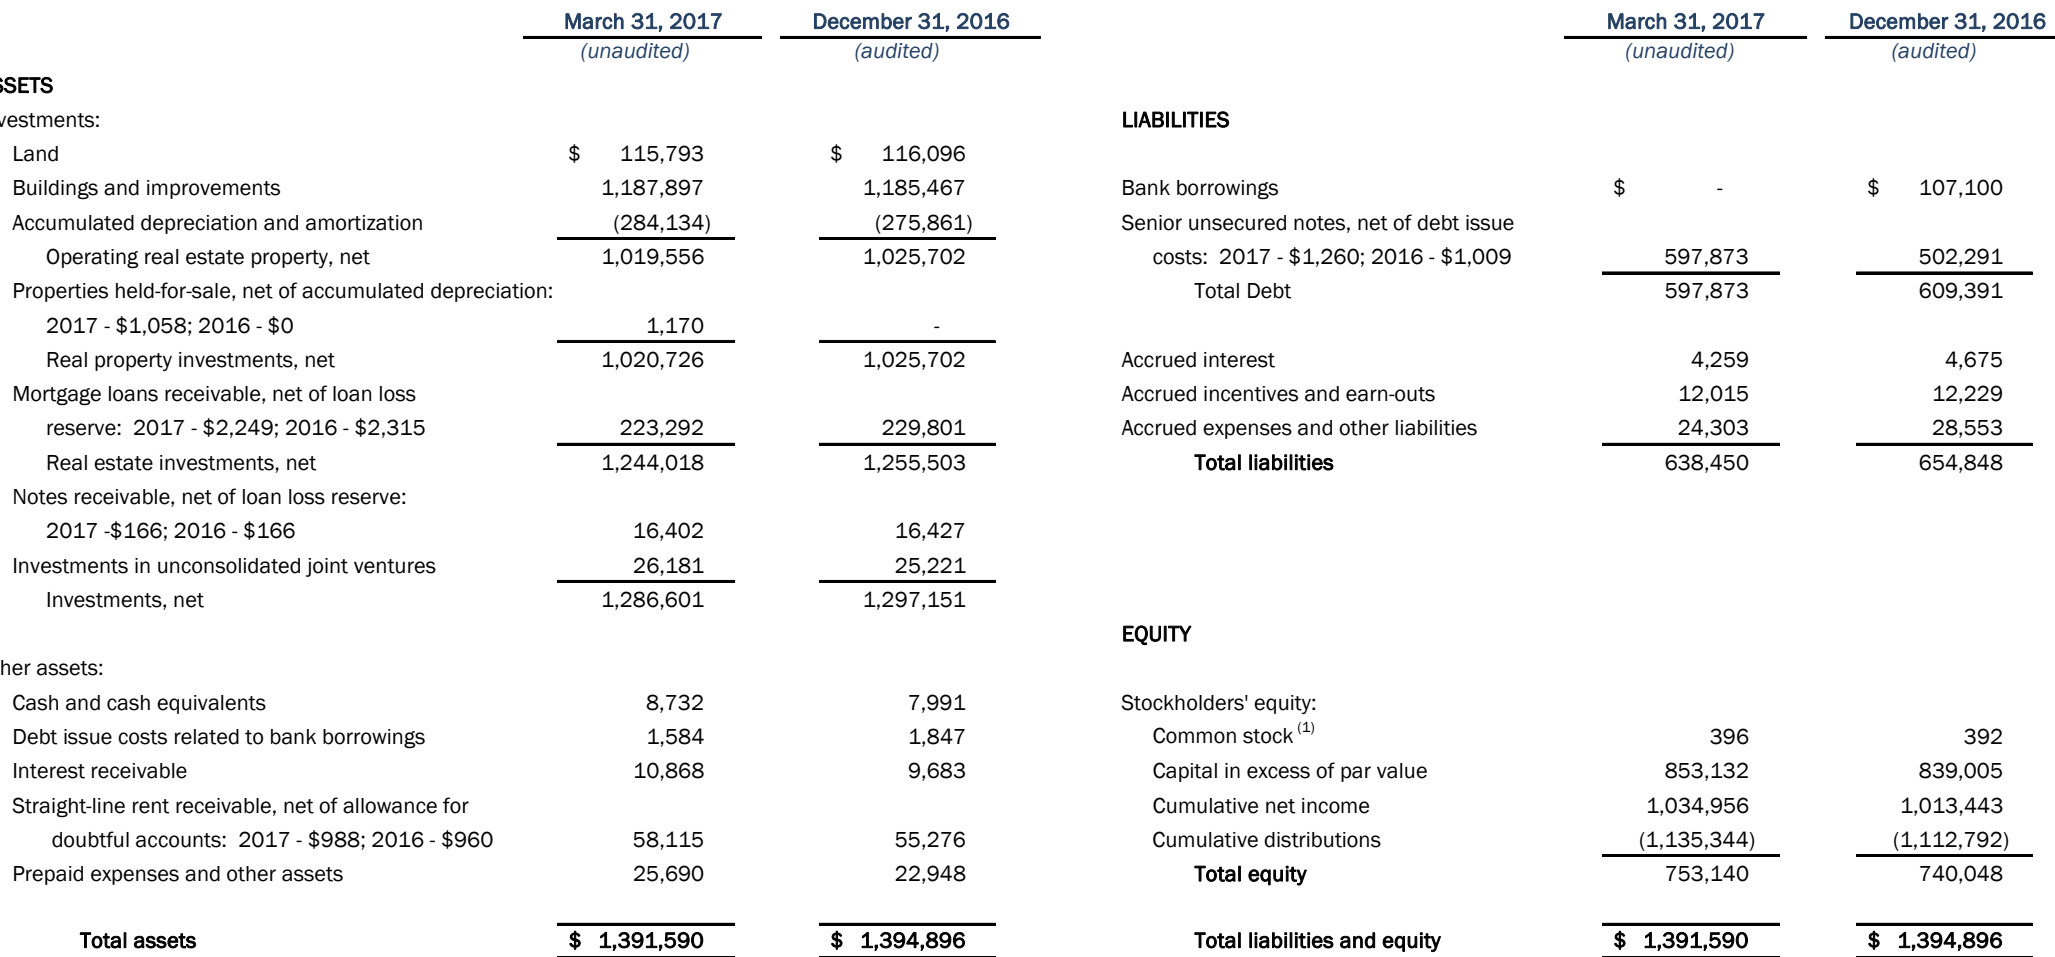 March 31, 2017 December 31, 2016
(unaudited) (audited)
SSETS
vestments:
Land $ 115,793 $ 116,096
Buildings and improvements 1,187,897 1,185,467
Accumulated depreciation and amortization (284,134) (275,861)
Operating real estate property, net 1,019,556 1,025,702
Properties held-for-sale, net of accumulated depreciation:
2017 - $1,058; 2016 - $0 1,170 -
Real property investments, net 1,020,726 1,025,702
Mortgage loans receivable, net of loan loss
reserve: 2017 - $2,249; 2016 - $2,315 223,292 229,801
Real estate investments, net 1,244,018 1,255,503
Notes receivable, net of loan loss reserve:
2017 -$166; 2016 - $166 16,402 16,427
Investments in unconsolidated joint ventures 26,181 25,221
Investments, net 1,286,601 1,297,151
her assets:
Cash and cash equivalents 8,732 7,991
Debt issue costs related to bank borrowings 1,584 1,847
Interest receivable 10,868 9,683
Straight-line rent receivable, net of allowance for
doubtful accounts: 2017 - $988; 2016 - $960 58,115 55,276
Prepaid expenses and other assets 25,690 22,948
Total assets $ 1,391,590 $ 1,394,896
March 31, 2017 December 31, 2016
(unaudited) (audited)
LIABILITIES
Bank borrowings $ - $ 107,100
Senior unsecured notes, net of debt issue
costs: 2017 - $1,260; 2016 - $1,009 597,873 502,291
Total Debt 597,873 609,391
Accrued interest 4,259 4,675
Accrued incentives and earn-outs 12,015 12,229
Accrued expenses and other liabilities 24,303 28,553
Total liabilities 638,450 654,848
EQUITY
Stockholders' equity:
Common stock (1) 396 392
Capital in excess of par value 853,132 839,005
Cumulative net income 1,034,956 1,013,443
Cumulative distributions (1,135,344) (1,112,792)
Total equity 753,140 740,048
Total liabilities and equity $ 1,391,590 $ 1,394,896